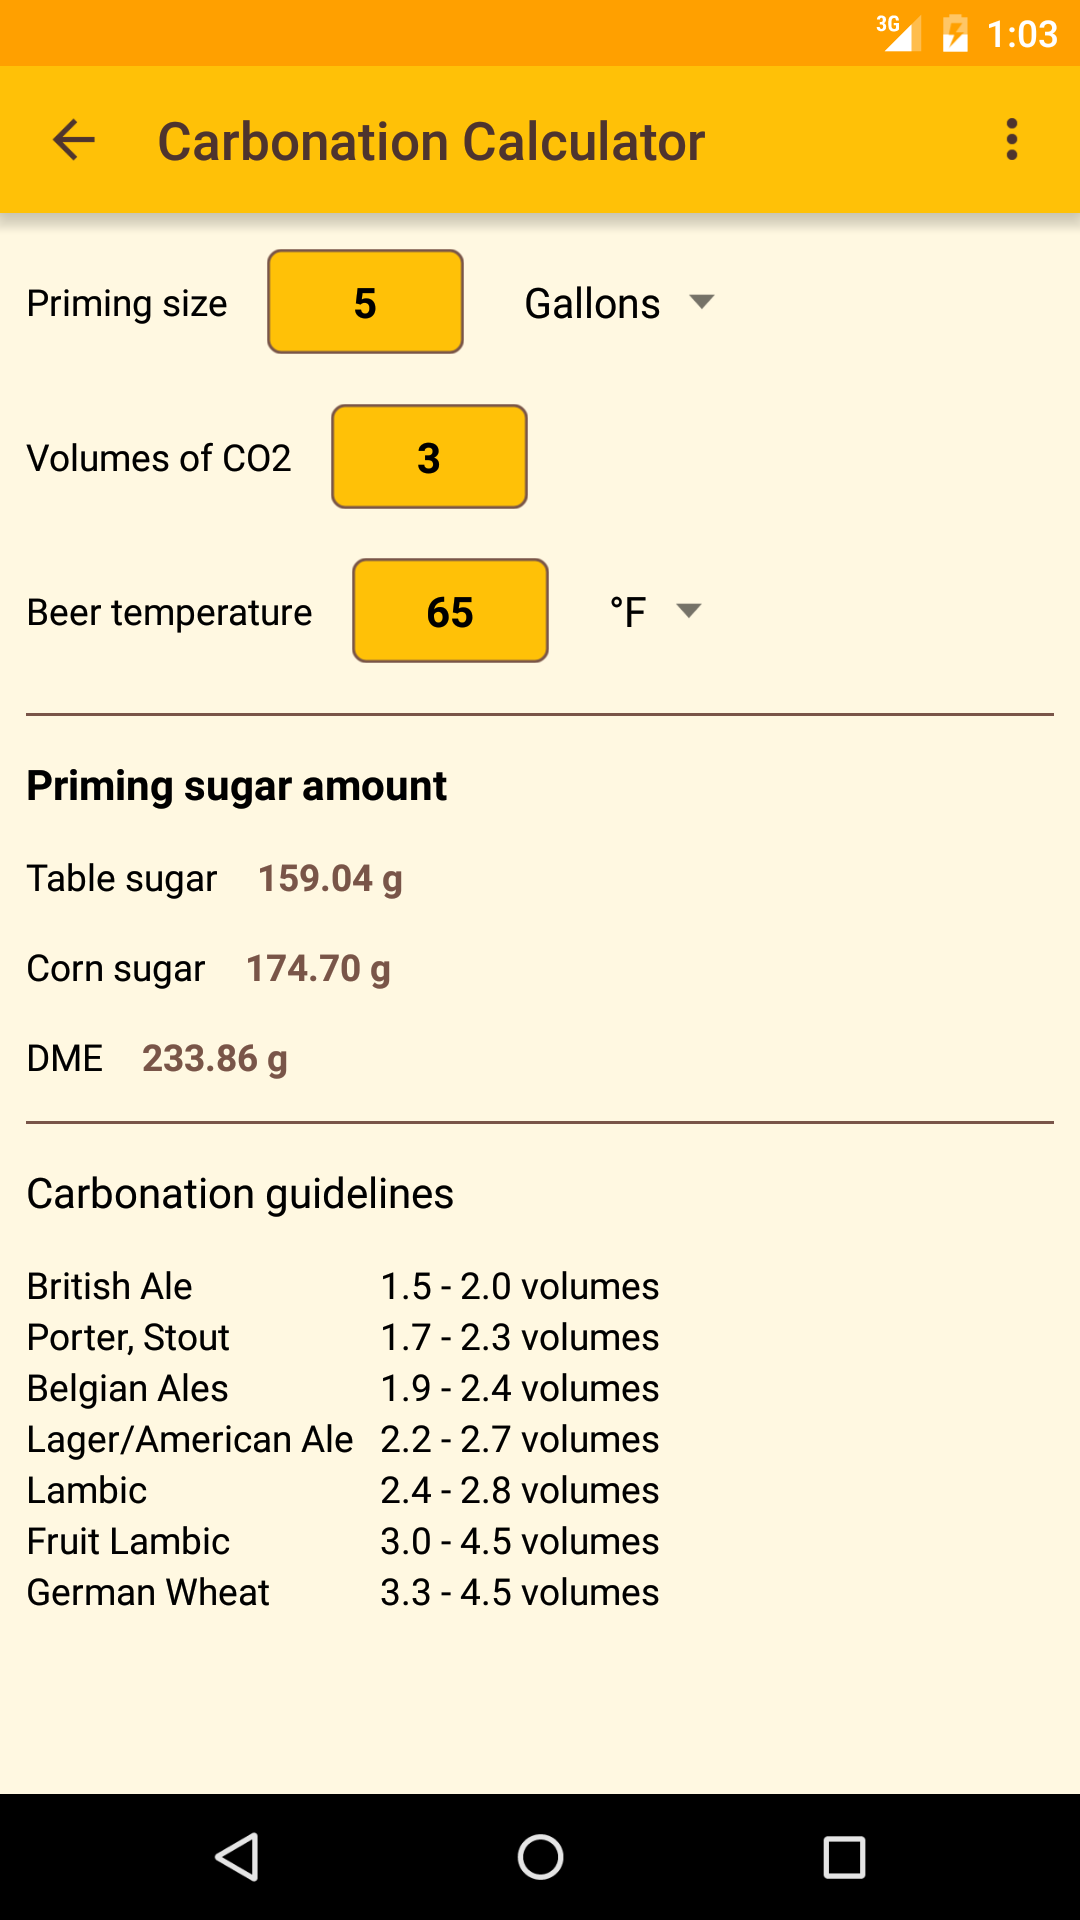 3G 1:03
Carbonation Calculator
Priming size 5 Gallons
Volumes of CO2 3
Beer temperature 65 °F
Priming sugar amount
Table sugar 159.04 g
Corn sugar 174.70 g
DME 233.86 g
Carbonation guidelines
British Ale 1.5 - 2.0 volumes
Porter, Stout 1.7 - 2.3 volumes
Belgian Ales 1.9 - 2.4 volumes
Lager/American Ale 2.2 - 2.7 volumes
Lambic 2.4 - 2.8 volumes
Fruit Lambic 3.0 - 4.5 volumes
German Wheat 3.3 - 4.5 volumes